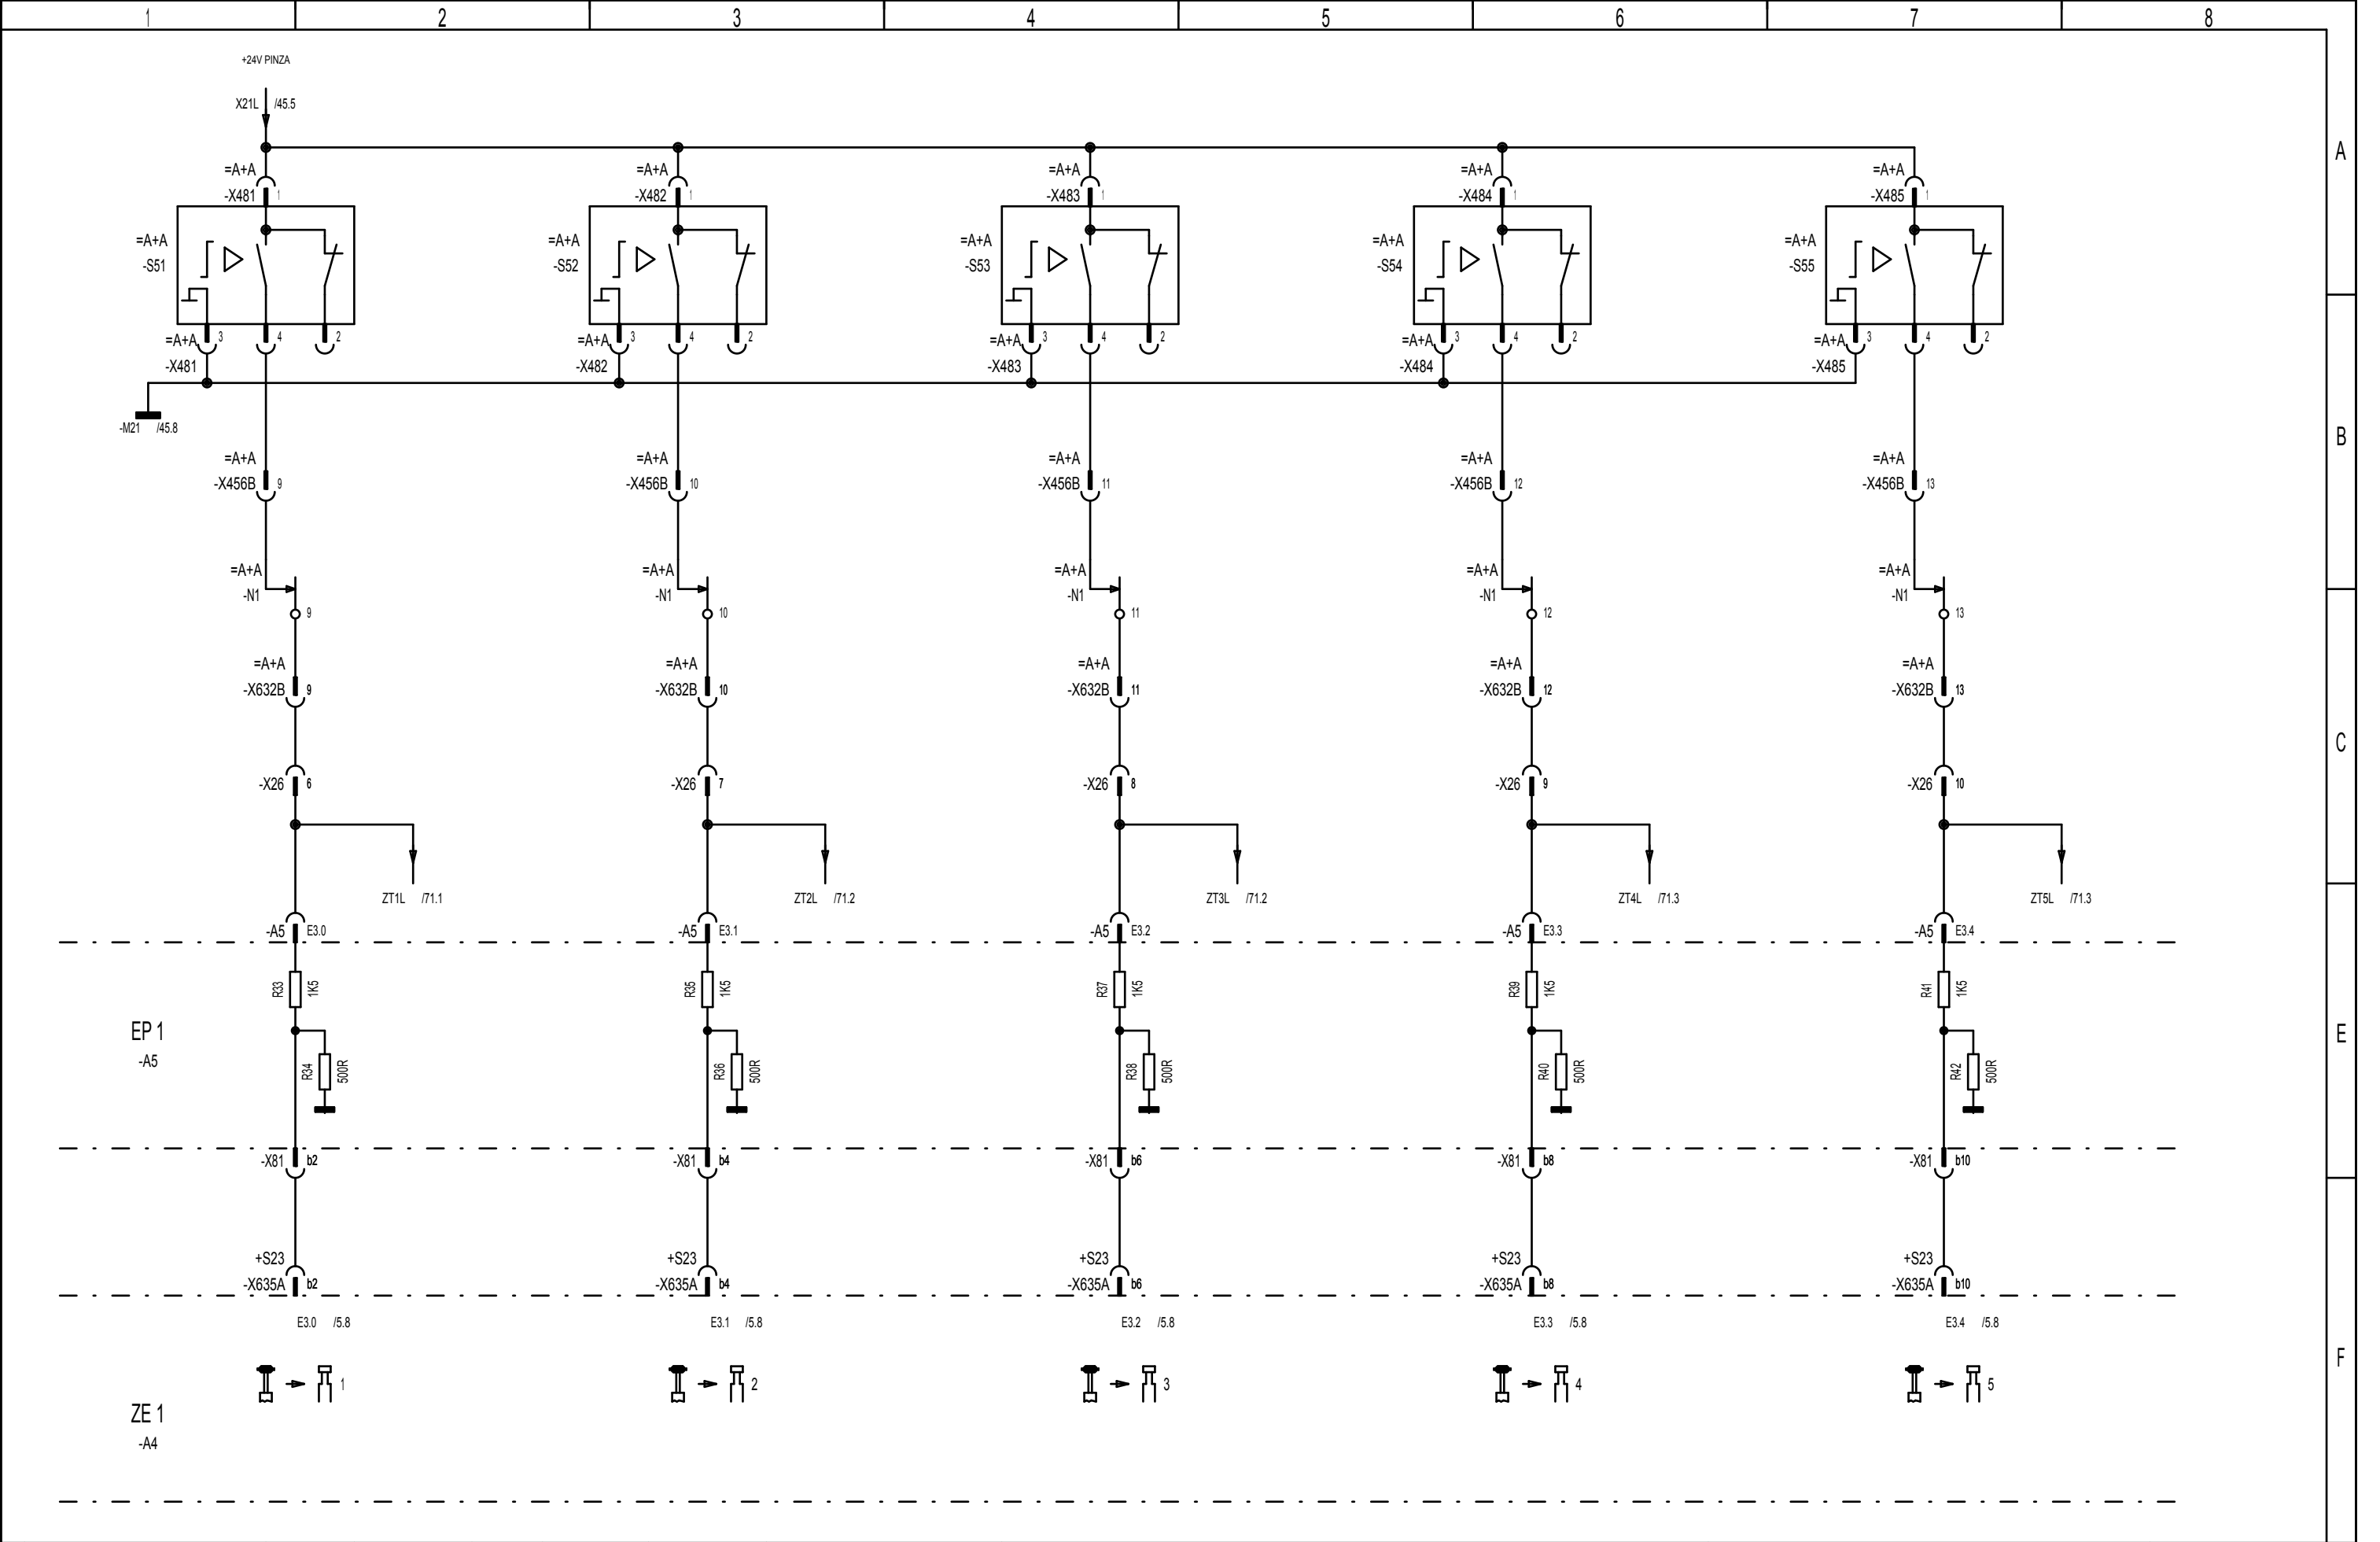 1 2 3 4 5 6 7 8
+24V PINZA
X21L /45.5
A
=A+A =A+A =A+A =A+A =A+A
-X481 1 -X482 1 -X483 1 -X484 1 -X485 1
=A+A =A+A =A+A =A+A =A+A
-S51 -S52 -S53 -S54 -S55
3 4 2 3 4 2 3 4 2 3 4 2 3 4 2
=A+A =A+A =A+A =A+A =A+A
-X481 -X482 -X483 -X484 -X485
-M21 /45.8
B
=A+A =A+A =A+A =A+A =A+A
-X456B 9 -X456B 10 -X456B 11 -X456B 12 -X456B 13
=A+A =A+A =A+A =A+A =A+A
-N1 -N1 -N1 -N1 -N1
9 10 11 12 13
=A+A =A+A =A+A =A+A =A+A
-X632B 9 -X632B 10 -X632B 11 -X632B 12 -X632B 13
C
-X26 6 -X26 7 -X26 8 -X26 9 -X26 10
ZT1L /71.1 ZT2L /71.2 ZT3L /71.2 ZT4L /71.3 ZT5L /71.3
-A5 E3.0 -A5 E3.1 -A5 E3.2 -A5 E3.3 -A5 E3.4
R33 1K5 R35 1K5 R37 1K5 R39 1K5 R41 1K5
EP 1 E
-A5
R34 500R R36 500R R38 500R R40 500R R42 500R
-X81 b2 -X81 b4 -X81 b6 -X81 b8 -X81 b10
+S23 +S23 +S23 +S23 +S23
-X635A b2 -X635A b4 -X635A b6 -X635A b8 -X635A b10
E3.0 /5.8 E3.1 /5.8 E3.2 /5.8 E3.3 /5.8 E3.4 /5.8
F
1 2 3 4 5
ZE 1
-A4